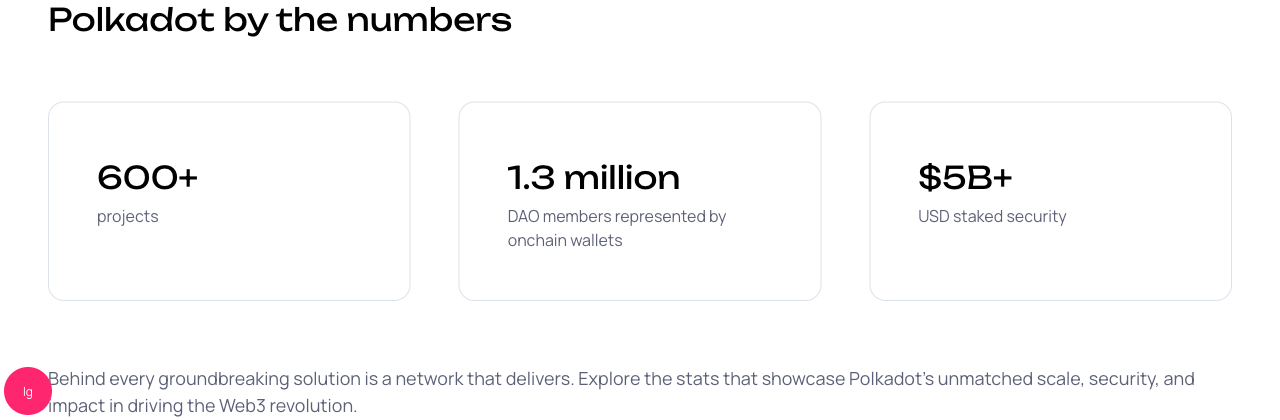 Polkadot by the numbers
600+
projects
1.3 million
DAO members represented by
onchain wallets
$5B+
USD staked security
Behind every groundbreaking solution is a network that delivers. Explore the stats that showcase Polkadot's unmatched scale, security, and
impact in driving the Web3 revolution.
lg